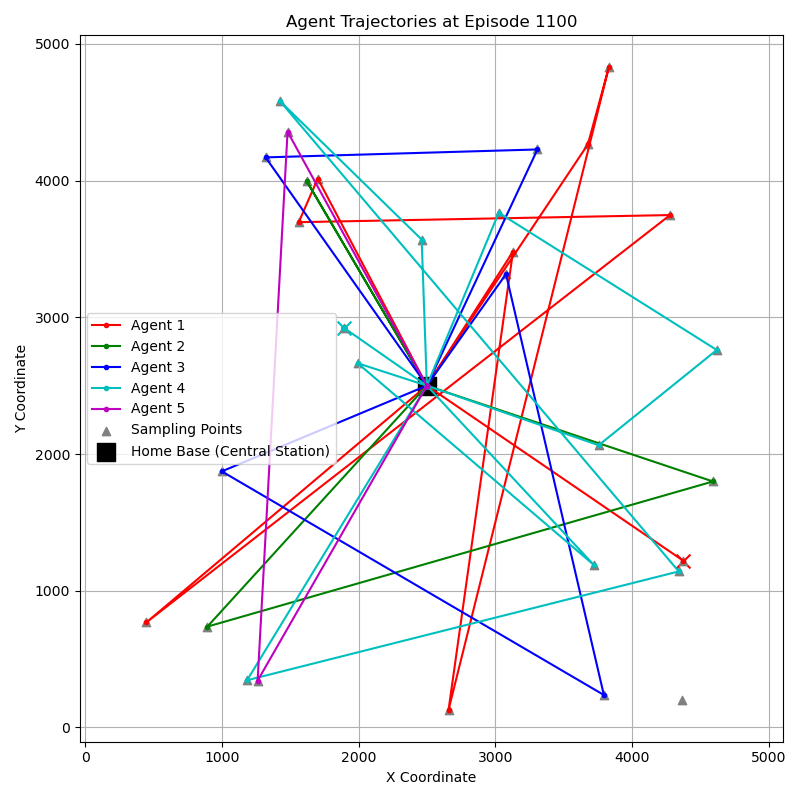 Agent Trajectories at Episode 1100
Y Coordinate
5000
4000
3000
2000
1000
0
Agent 1
Agent 2
Agent 3
Agent 4
Agent 5
Sampling Points
Home Base (Central Station)
0 1000 2000 3000 4000 5000
X Coordinate